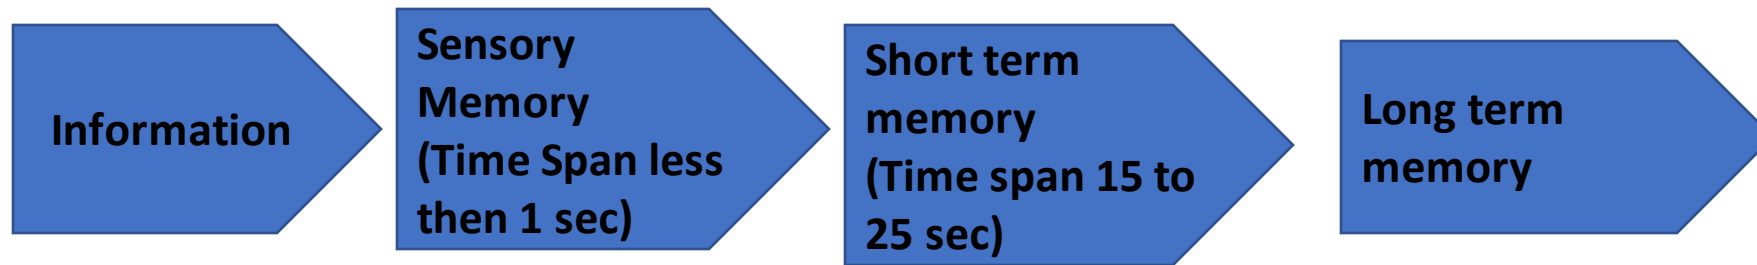 Information
Sensory
Memory
(Time Span less
then 1 sec)
Short term
memory
(Time span 15 to
25 sec)
Long term
memory